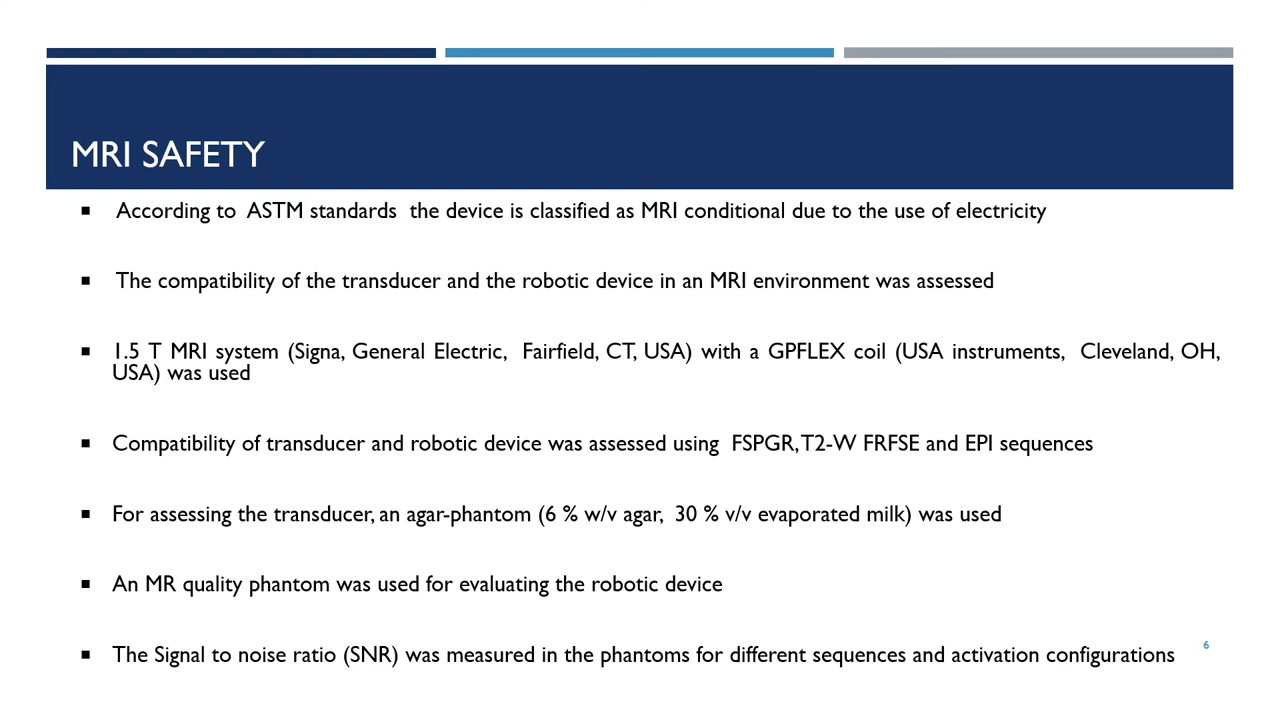 MRI SAFETY
▪ According to ASTM standards the device is classified as MRI conditional due to the use of electricity
▪ The compatibility of the transducer and the robotic device in an MRI environment was assessed
▪ 1.5 T MRI system (Signa, General Electric, Fairfield, CT, USA) with a GPFLEX coil (USA instruments, Cleveland, OH,
USA) was used
▪ Compatibility of transducer and robotic device was assessed using FSPGR, T2-W FRFSE and EPI sequences
▪ For assessing the transducer, an agar-phantom (6 % w/v agar, 30 % v/v evaporated milk) was used
▪ An MR quality phantom was used for evaluating the robotic device
▪ The Signal to noise ratio (SNR) was measured in the phantoms for different sequences and activation configurations
6